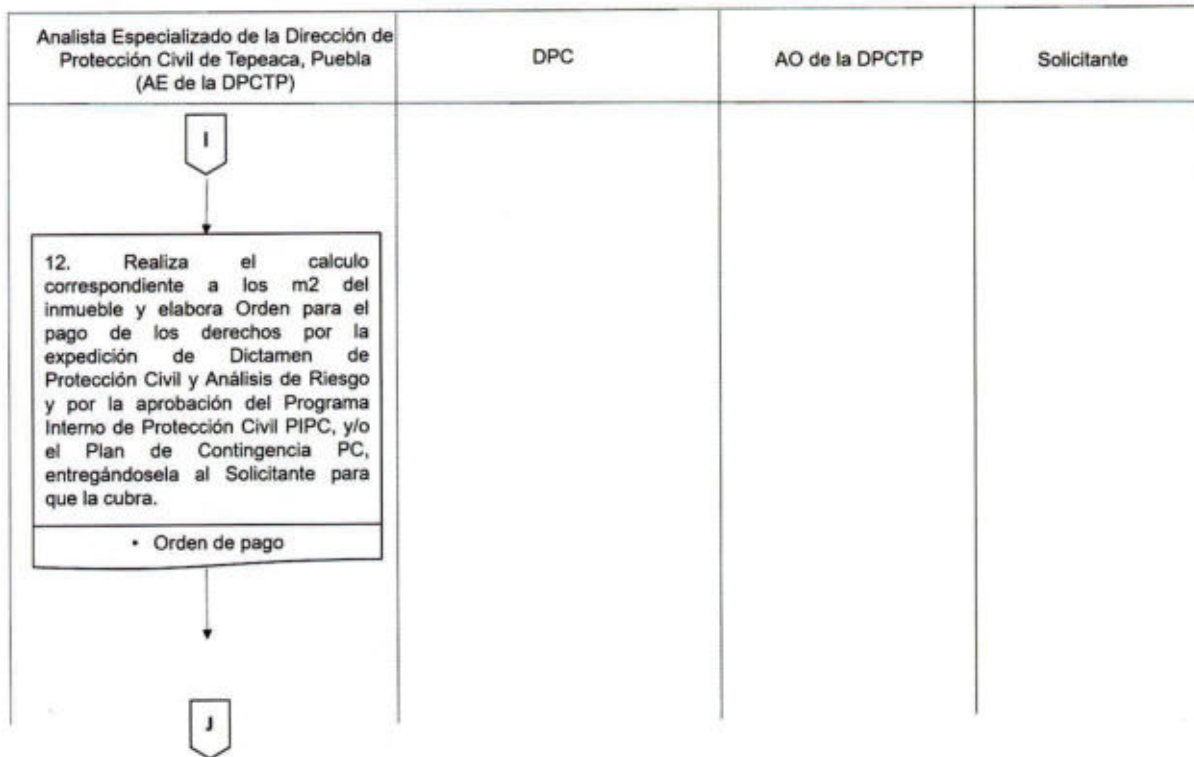 Analista Especializado de la Dirección de
Protección Civil de Tepeaca, Puebla
(AE de la DPCTP)
DPC
AO de la DPCTP
Solicitante
I
12. Realiza el calculo
correspondiente a los m2 del
inmueble y elabora Orden para el
pago de los derechos por la
expedición de Dictamen de
Protección Civil y Análisis de Riesgo
y por la aprobación del Programa
Interno de Protección Civil PIPC, y/o
el Plan de Contingencia PC,
entregándosela al Solicitante para
que la cubra.
• Orden de pago
J